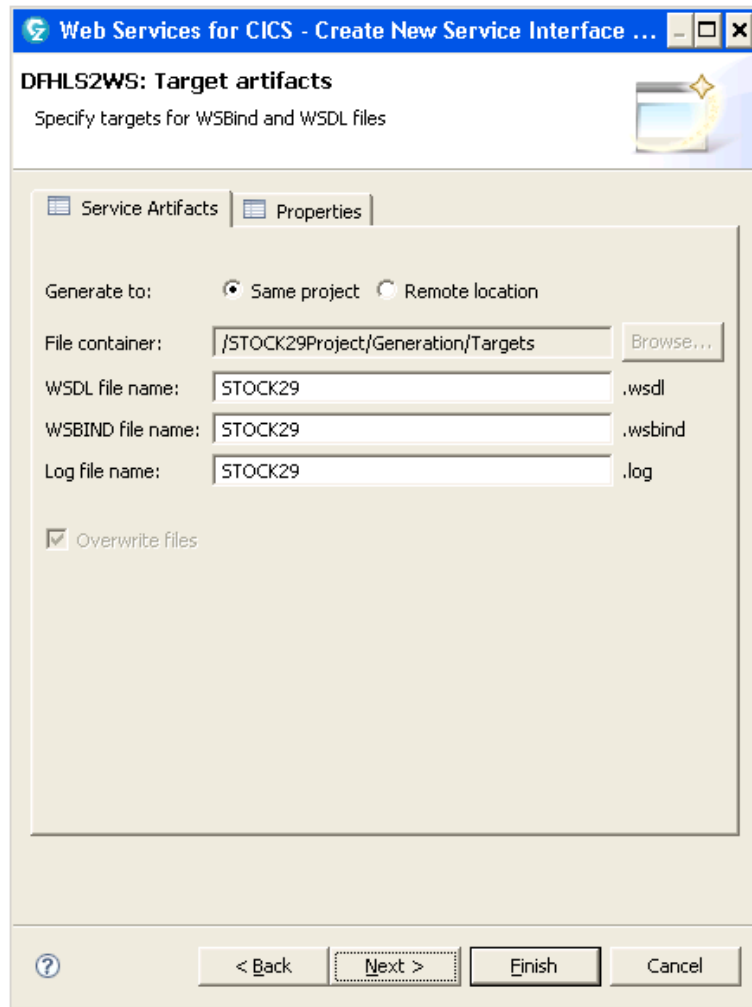 Web Services for CICS - Create New Service Interface ...
DFHLS2WS: Target artifacts
Specify targets for WSBind and WSDL files
Service Artifacts Properties
Generate to: Same project Remote location
File container: /STOCK29Project/Generation/Targets Browse...
WSDL file name: STOCK29 .wsdl
WSBIND file name: STOCK29 .wsbind
Log file name: STOCK29 .log
Overwrite files
? < Back Next > Finish Cancel